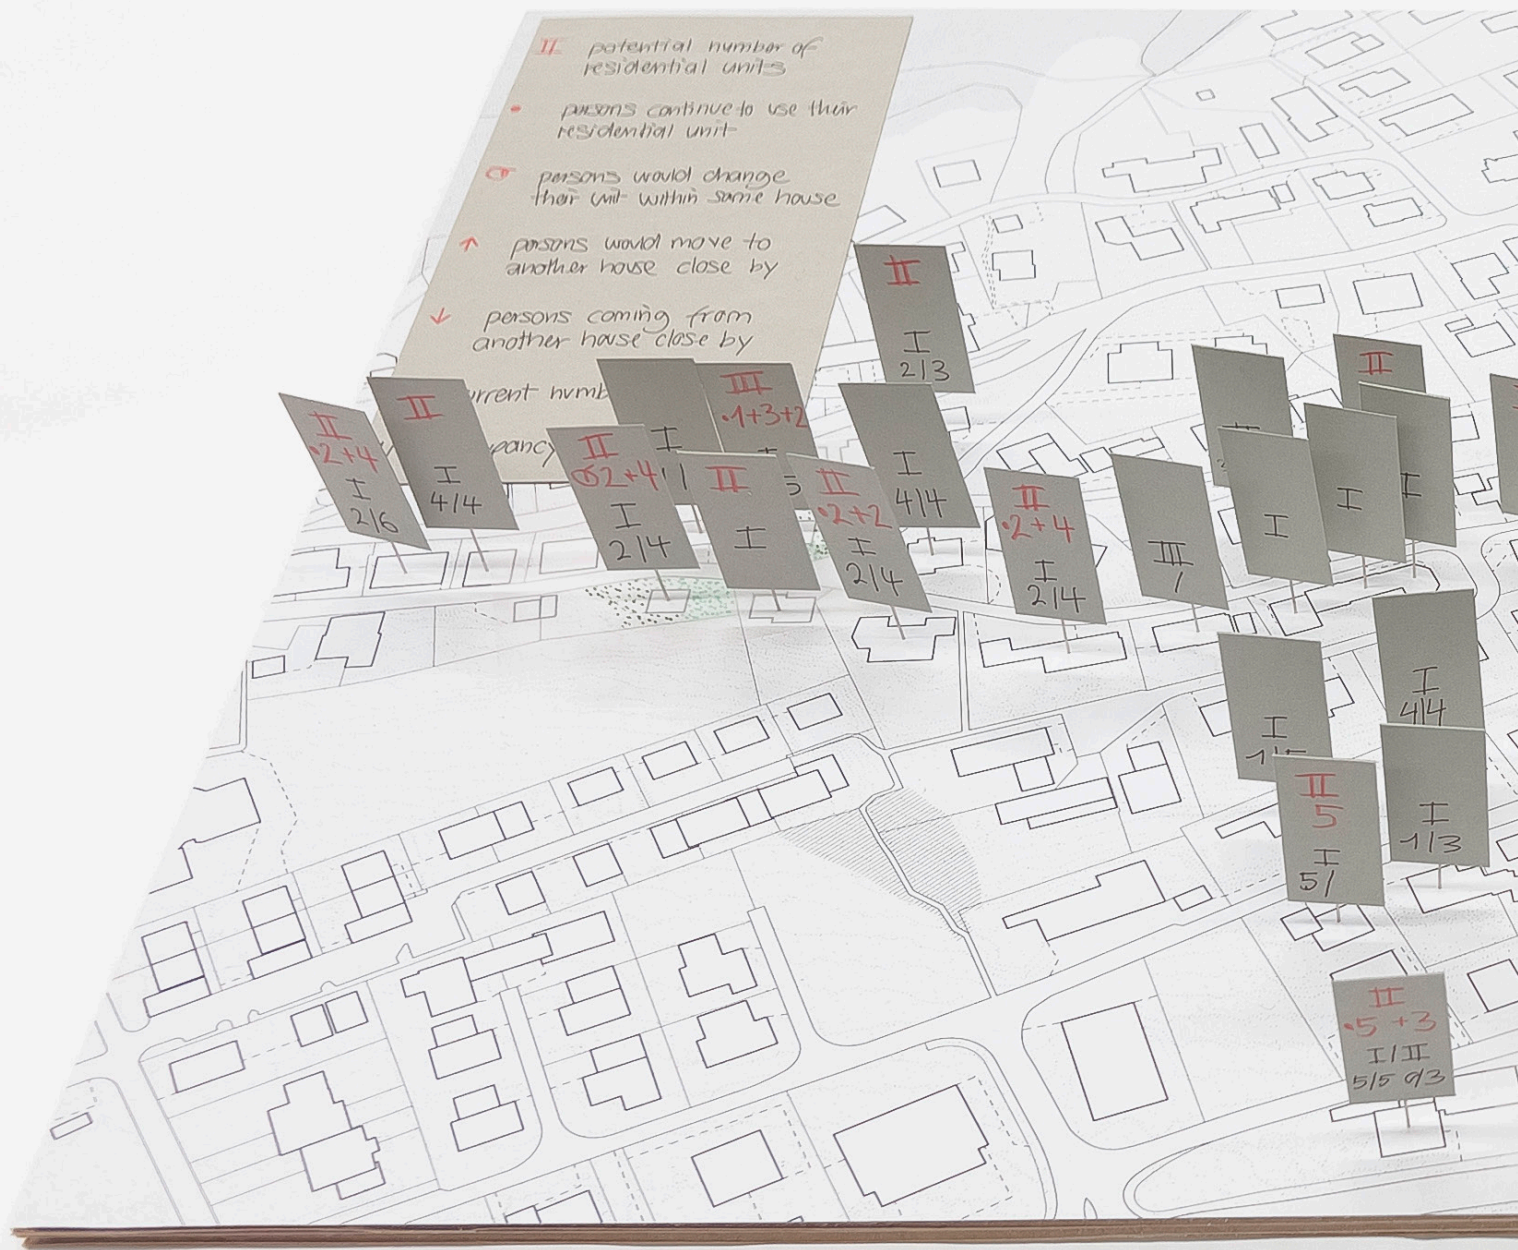 II potential number of
residential units
• persons continue to use their
residential unit
persons would change
their unit within same house
↑ persons would move to
another house close by
↓ persons coming from
another house close by
II
I
2/3
II
•2+4
I
2/6
II
I
4/4
I
III
•1+3+2
5
II
2+4
I
2/4
II
I
II
•2+2
I
2/4
I
4/4
II
•2+4
I
2/4
III
/
II
I
I
I
I
I
4/4
II
5
I
5/
I
1/3
II
•5+3
I/II
5/5 0/3